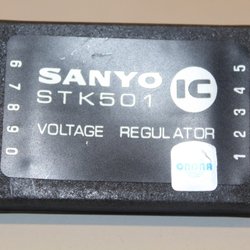 SANYO IC
STK501
VOLTAGE REGULATOR
6 7 8 9 0
1 2 3 4 5